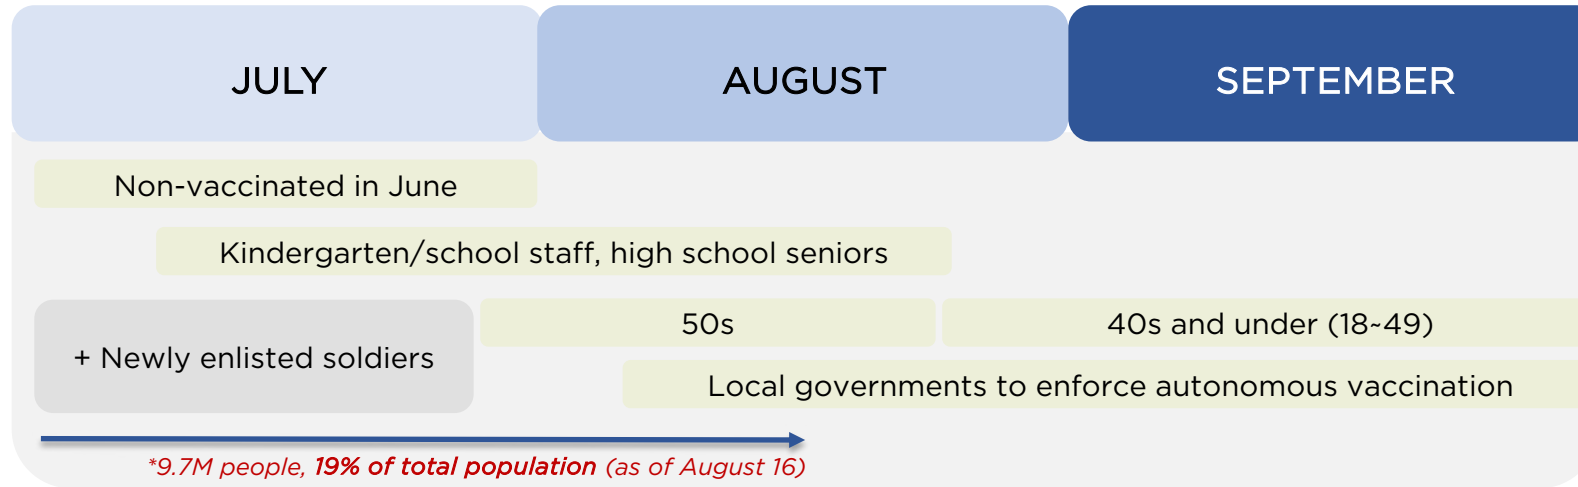 JULY
AUGUST
SEPTEMBER
Non-vaccinated in June
Kindergarten/school staff, high school seniors
+ Newly enlisted soldiers
50s
40s and under (18~49)
Local governments to enforce autonomous vaccination
*9.7M people, 19% of total population (as of August 16)